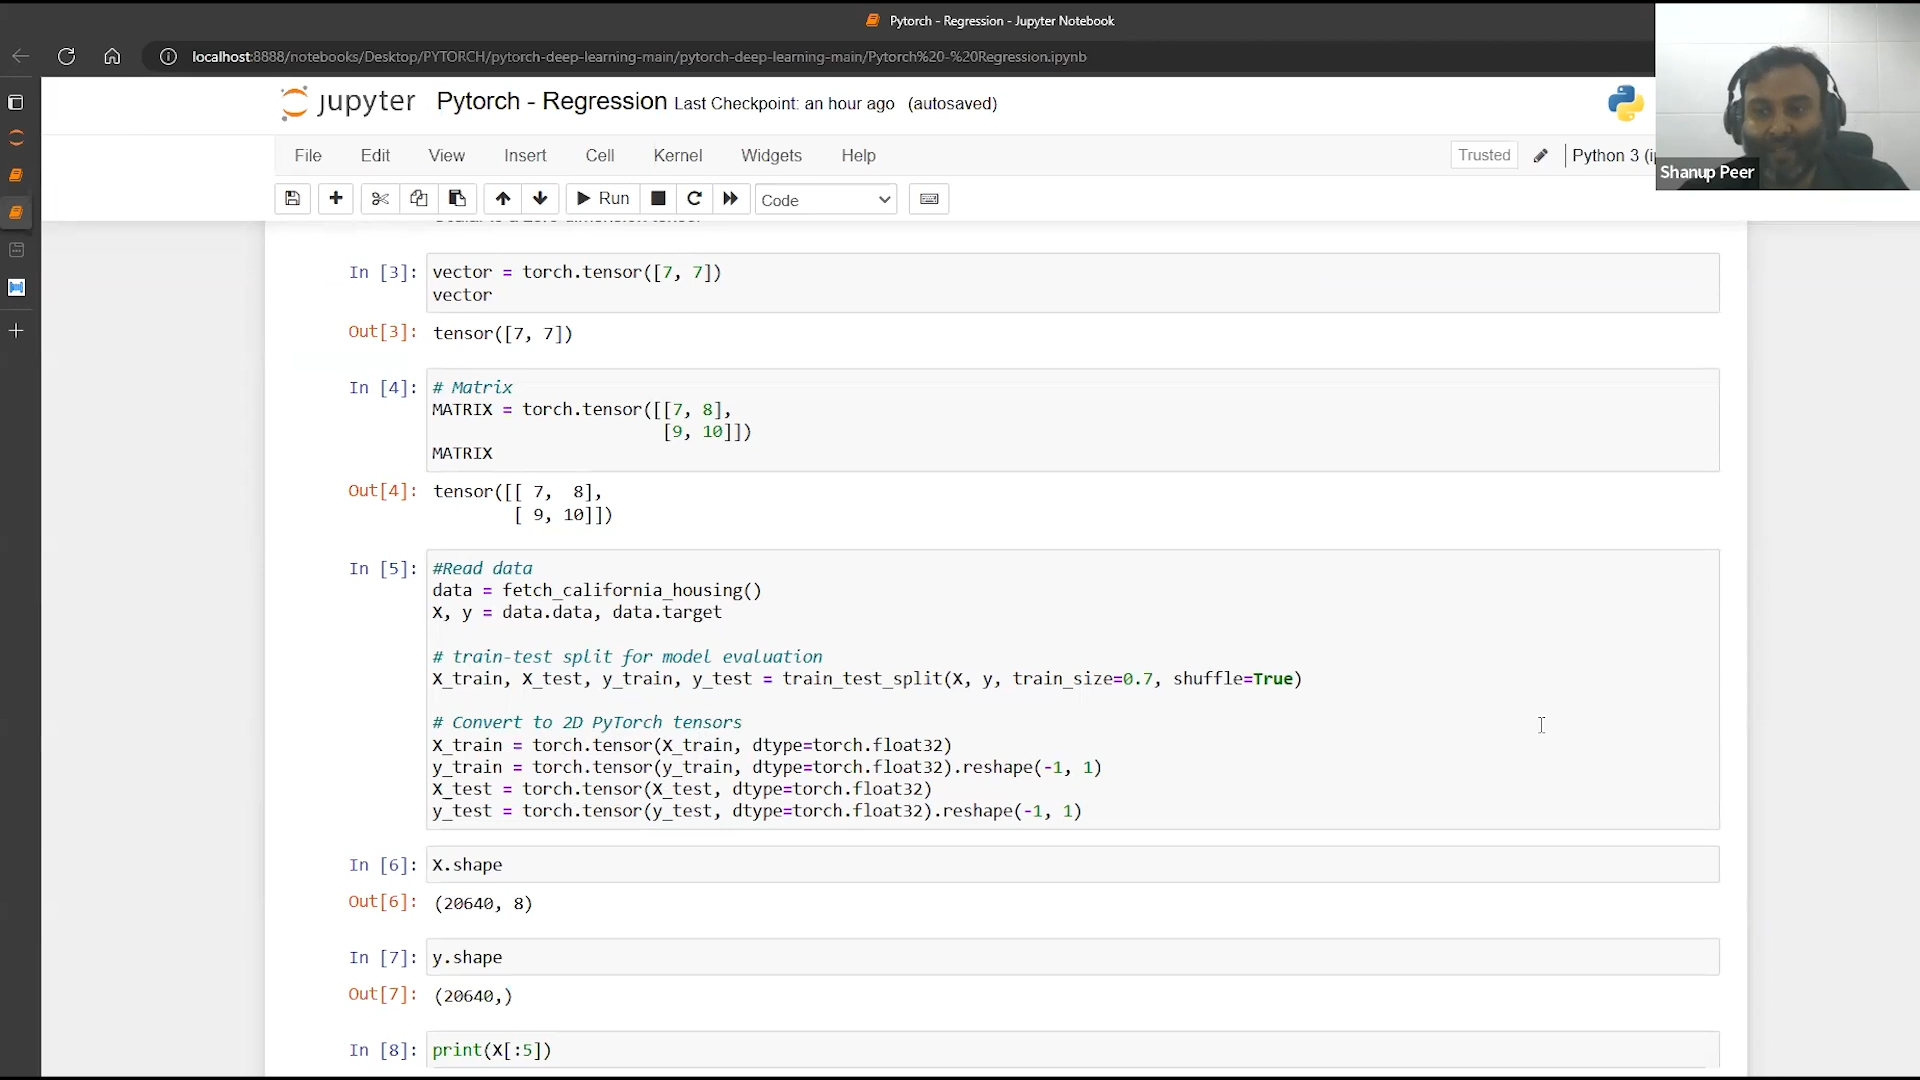 Pytorch - Regression - Jupyter Notebook
localhost:8888/notebooks/Desktop/PYTORCH/pytorch-deep-learning-main/pytorch-deep-learning-main/Pytorch%20-%20Regression.ipynb
jupyter Pytorch - Regression Last Checkpoint: an hour ago (autosaved)
File Edit View Insert Cell Kernel Widgets Help
Trusted Python 3 (i
Shanup Peer
Run Code
In [3]: vector = torch.tensor([7, 7])
vector
Out[3]: tensor([7, 7])
In [4]: # Matrix
MATRIX = torch.tensor([[7, 8],
[9, 10]])
MATRIX
Out[4]: tensor([[ 7,  8],
[ 9, 10]])
In [5]: #Read data
data = fetch_california_housing()
X, y = data.data, data.target
# train-test split for model evaluation
X_train, X_test, y_train, y_test = train_test_split(X, y, train_size=0.7, shuffle=True)
# Convert to 2D PyTorch tensors
X_train = torch.tensor(X_train, dtype=torch.float32)
y_train = torch.tensor(y_train, dtype=torch.float32).reshape(-1, 1)
X_test = torch.tensor(X_test, dtype=torch.float32)
y_test = torch.tensor(y_test, dtype=torch.float32).reshape(-1, 1)
In [6]: X.shape
Out[6]: (20640, 8)
In [7]: y.shape
Out[7]: (20640,)
In [8]: print(X[:5])